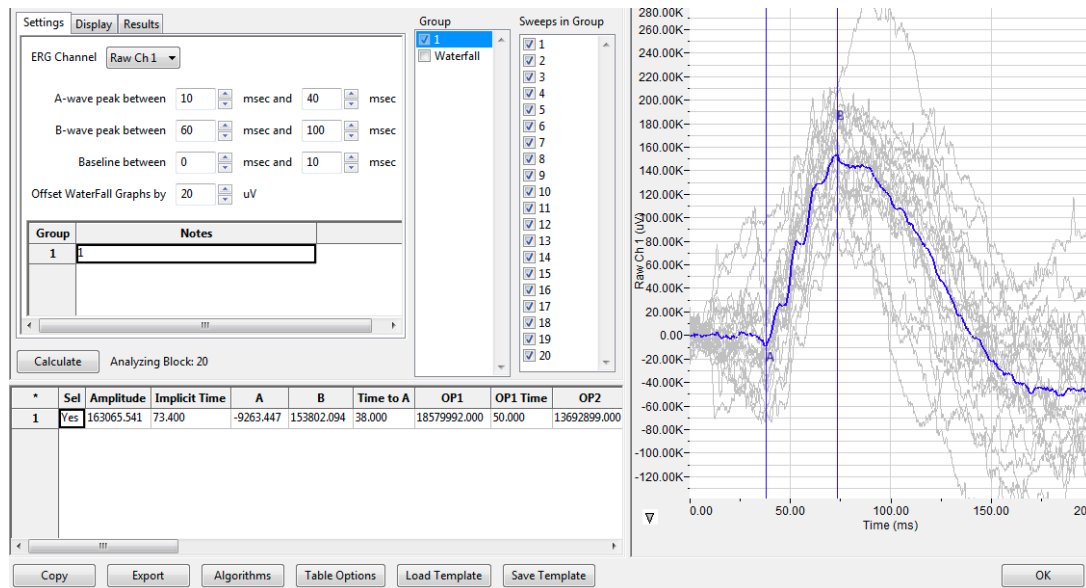 Settings Display Results
ERG Channel Raw Ch 1
A-wave peak between 10 msec and 40 msec
B-wave peak between 60 msec and 100 msec
Baseline between 0 msec and 10 msec
Offset WaterFall Graphs by 20 uV
Group Notes
1 1
Calculate Analyzing Block: 20
Group
1
Waterfall
Sweeps in Group
1
2
3
4
5
6
7
8
9
10
11
12
13
14
15
16
17
18
19
20
* Sel Amplitude Implicit Time A B Time to A OP1 OP1 Time OP2
1 Yes 163065.541 73.400 -9263.447 153802.094 38.000 18579992.000 50.000 13692899.000
280.00K
260.00K
240.00K
220.00K
200.00K
180.00K
160.00K
140.00K
120.00K
100.00K
80.00K
60.00K
40.00K
20.00K
0.00
-20.00K
-40.00K
-60.00K
-80.00K
-100.00K
-120.00K
Raw Ch 1 (uV)
B
A
0.00 50.00 100.00 150.00 200
Time (ms)
Copy Export Algorithms Table Options Load Template Save Template OK